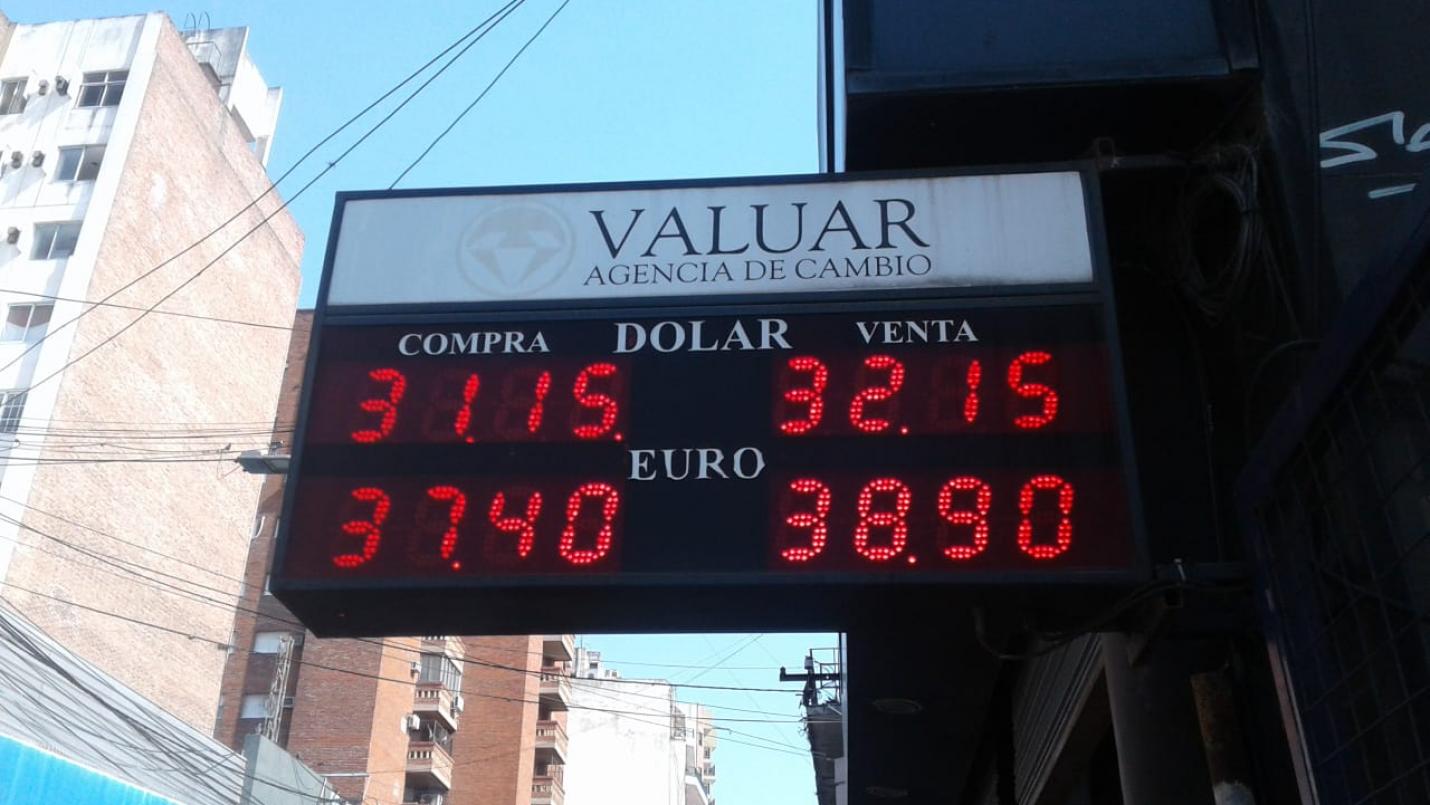 VALUAR
AGENCIA DE CAMBIO
COMPRA DOLAR VENTA
31.15. 32.15
EURO
37.40 38.90